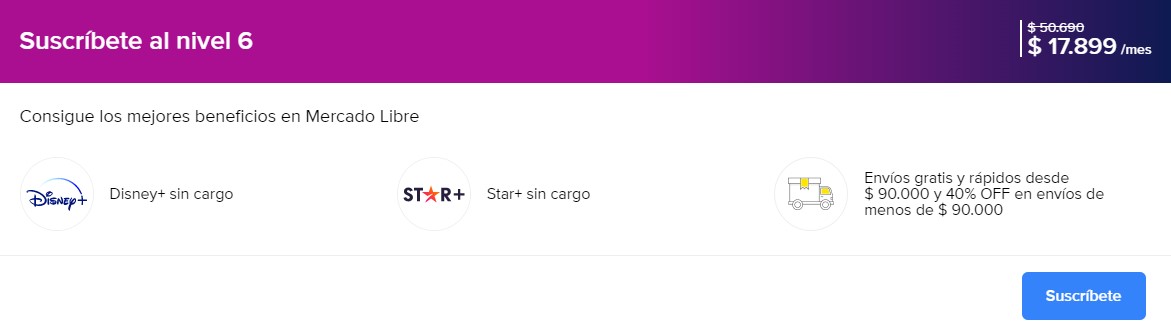 Suscríbete al nivel 6
$ 50.690
$ 17.899 /mes
Consigue los mejores beneficios en Mercado Libre
Disney+
Disney+ sin cargo
STAR+
Star+ sin cargo
Envíos gratis y rápidos desde
$ 90.000 y 40% OFF en envíos de
menos de $ 90.000
Suscríbete